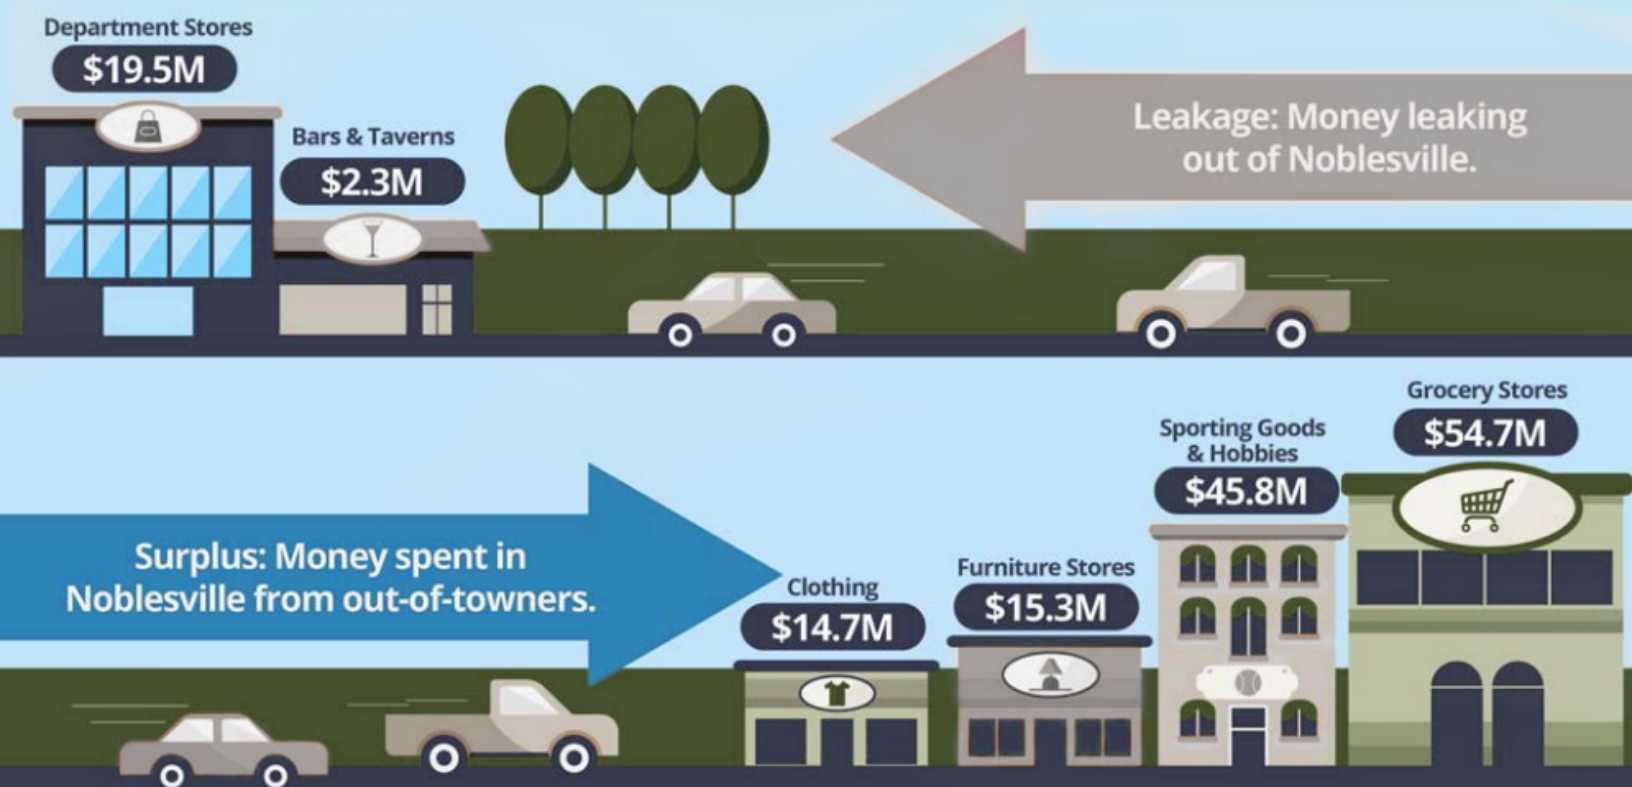 Department Stores
$19.5M
Bars & Taverns
$2.3M
Leakage: Money leaking
out of Noblesville.
Surplus: Money spent in
Noblesville from out-of-towners.
Clothing
$14.7M
Furniture Stores
$15.3M
Sporting Goods
& Hobbies
$45.8M
Grocery Stores
$54.7M